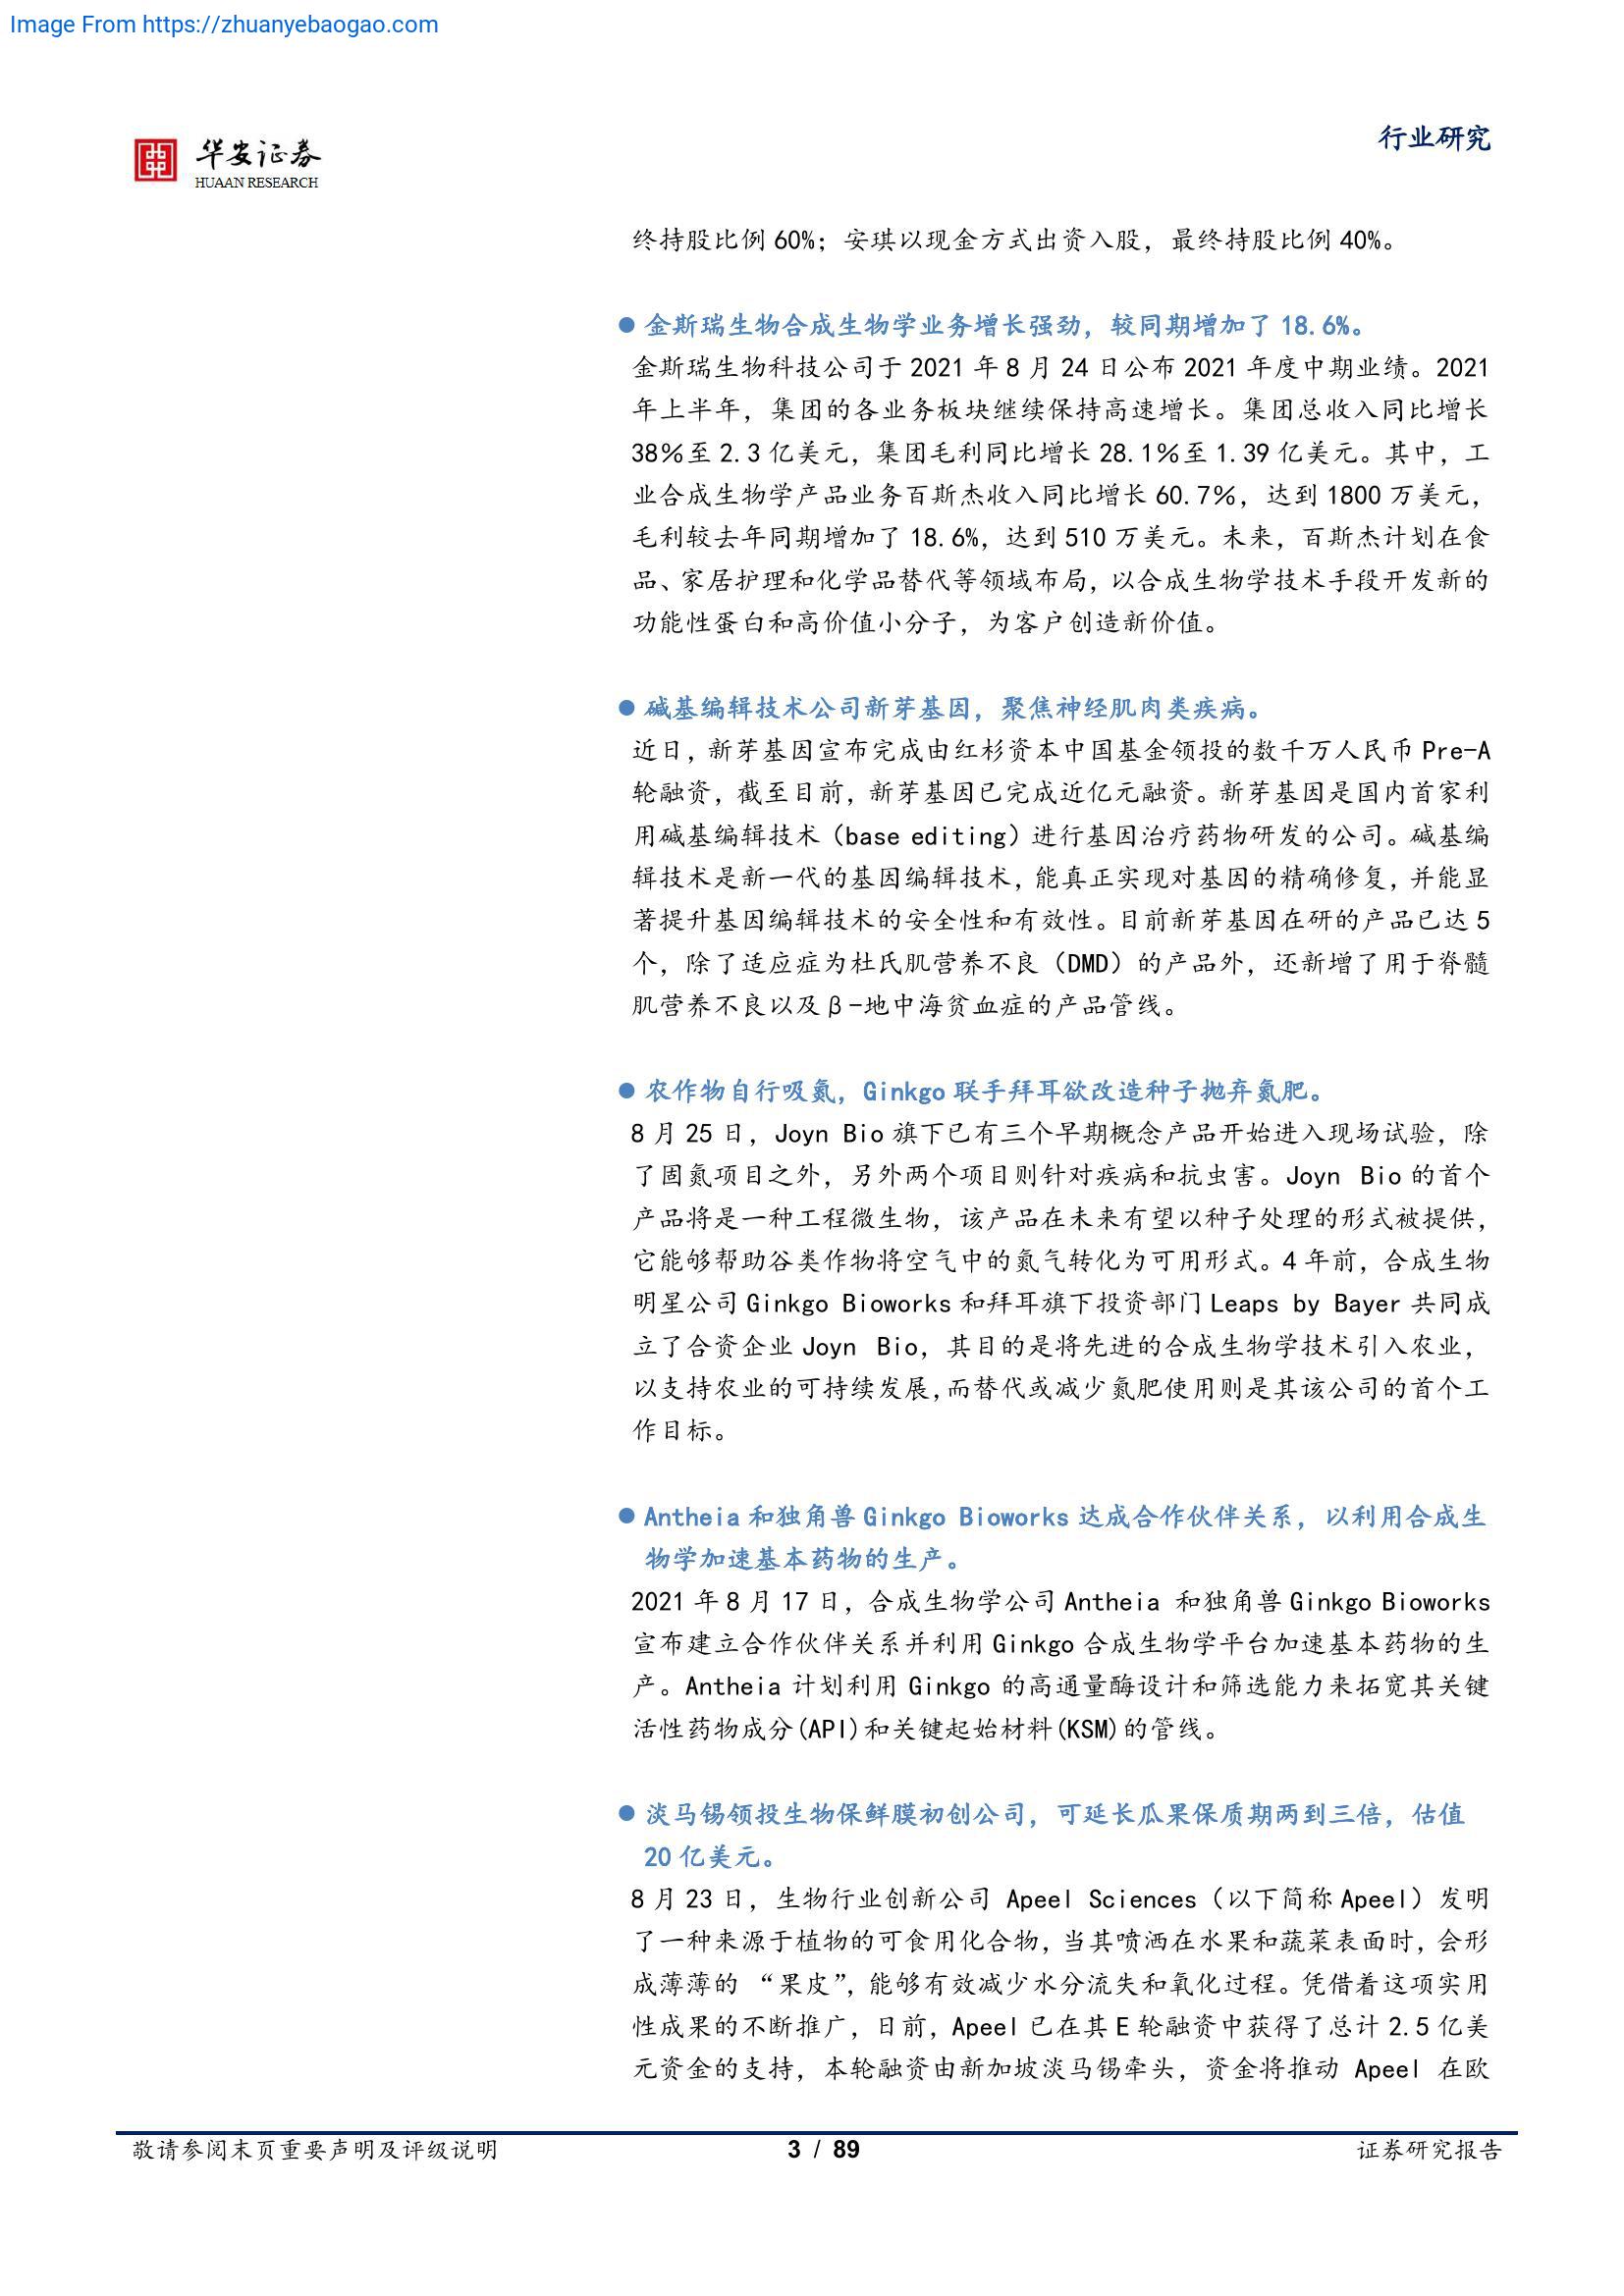 Image From https://zhuanyebaogao.com
华安证券
HUAAN RESEARCH
行业研究
终持股比例 60%；安琪以现金方式出资入股，最终持股比例 40%。
● 金斯瑞生物合成生物学业务增长强劲，较同期增加了 18.6%。
金斯瑞生物科技公司于 2021 年 8 月 24 日公布 2021 年度中期业绩。2021
年上半年，集团的各业务板块继续保持高速增长。集团总收入同比增长
38%至 2.3 亿美元，集团毛利同比增长 28.1%至 1.39 亿美元。其中，工
业合成生物学产品业务百斯杰收入同比增长 60.7%，达到 1800 万美元，
毛利较去年同期增加了 18.6%，达到 510 万美元。未来，百斯杰计划在食
品、家居护理和化学品替代等领域布局，以合成生物学技术手段开发新的
功能性蛋白和高价值小分子，为客户创造新价值。
● 碱基编辑技术公司新芽基因，聚焦神经肌肉类疾病。
近日，新芽基因宣布完成由红杉资本中国基金领投的数千万人民币 Pre-A
轮融资，截至目前，新芽基因已完成近亿元融资。新芽基因是国内首家利
用碱基编辑技术（base editing）进行基因治疗药物研发的公司。碱基编
辑技术是新一代的基因编辑技术，能真正实现对基因的精确修复，并能显
著提升基因编辑技术的安全性和有效性。目前新芽基因在研的产品已达 5
个，除了适应症为杜氏肌营养不良（DMD）的产品外，还新增了用于脊髓
肌营养不良以及β-地中海贫血症的产品管线。
● 农作物自行吸氮，Ginkgo 联手拜耳欲改造种子抛弃氮肥。
8 月 25 日，Joyn Bio 旗下已有三个早期概念产品开始进入现场试验，除
了固氮项目之外，另外两个项目则针对疾病和抗虫害。Joyn Bio 的首个
产品将是一种工程微生物，该产品在未来有望以种子处理的形式被提供，
它能够帮助谷类作物将空气中的氮气转化为可用形式。4 年前，合成生物
明星公司 Ginkgo Bioworks 和拜耳旗下投资部门 Leaps by Bayer 共同成
立了合资企业 Joyn Bio，其目的是将先进的合成生物学技术引入农业，
以支持农业的可持续发展，而替代或减少氮肥使用则是其该公司的首个工
作目标。
● Antheia 和独角兽 Ginkgo Bioworks 达成合作伙伴关系，以利用合成生
物学加速基本药物的生产。
2021 年 8 月 17 日，合成生物学公司 Antheia 和独角兽 Ginkgo Bioworks
宣布建立合作伙伴关系并利用 Ginkgo 合成生物学平台加速基本药物的生
产。Antheia 计划利用 Ginkgo 的高通量酶设计和筛选能力来拓宽其关键
活性药物成分(API)和关键起始材料(KSM)的管线。
● 淡马锡领投生物保鲜膜初创公司，可延长瓜果保质期两到三倍，估值
20 亿美元。
8 月 23 日，生物行业创新公司 Apeel Sciences（以下简称 Apeel）发明
了一种来源于植物的可食用化合物，当其喷洒在水果和蔬菜表面时，会形
成薄薄的 “果皮”，能够有效减少水分流失和氧化过程。凭借着这项实用
性成果的不断推广，日前，Apeel 已在其 E 轮融资中获得了总计 2.5 亿美
元资金的支持，本轮融资由新加坡淡马锡牵头，资金将推动 Apeel 在欧
敬请参阅末页重要声明及评级说明
3 / 89
证券研究报告